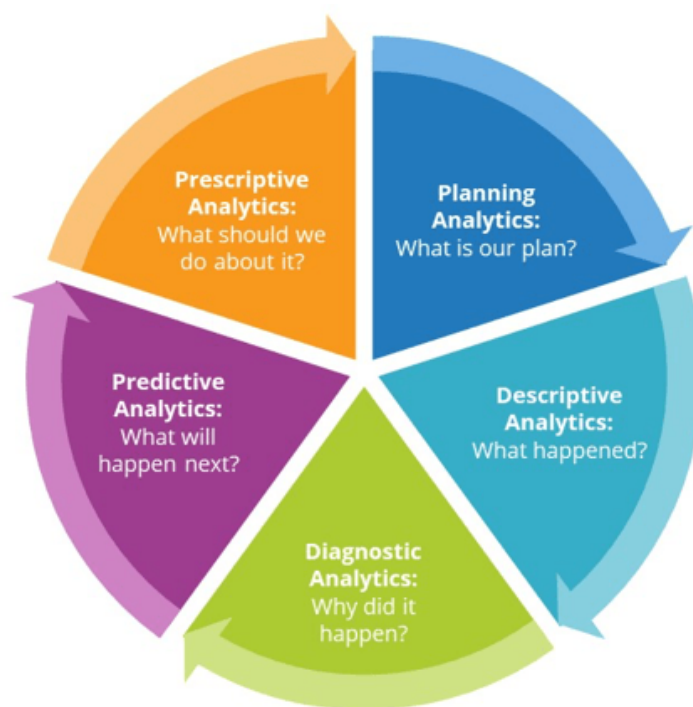 Planning
Analytics:
What is our plan?
Descriptive
Analytics:
What happened?
Diagnostic
Analytics:
Why did it
happen?
Predictive
Analytics:
What will
happen next?
Prescriptive
Analytics:
What should we
do about it?